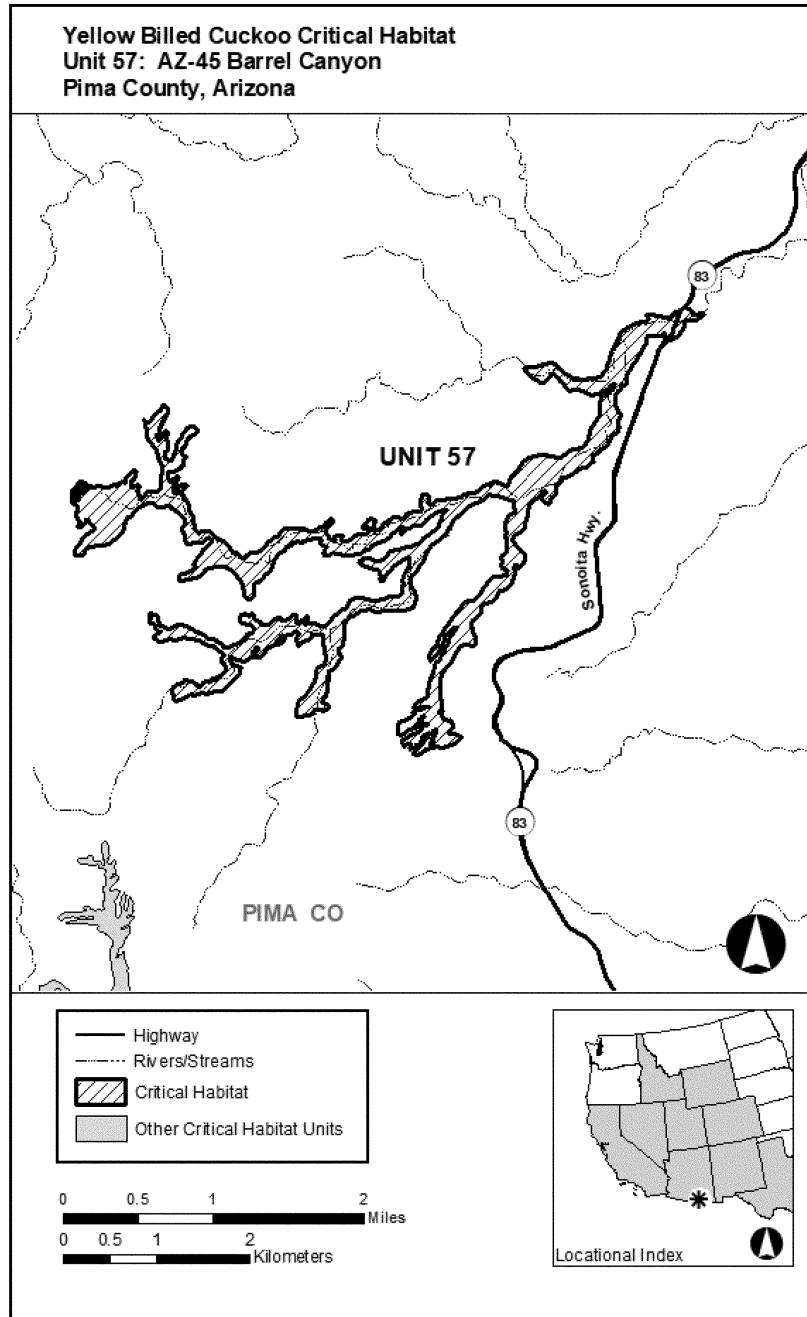 Yellow Billed Cuckoo Critical Habitat
Unit 57: AZ-45 Barrel Canyon
Pima County, Arizona
83
UNIT 57
Sonoita Hwy.
83
PIMA CO
Highway
Rivers/Streams
Critical Habitat
Other Critical Habitat Units
0 0.5 1 2
Miles
0 0.5 1 2
Kilometers
Locational Index